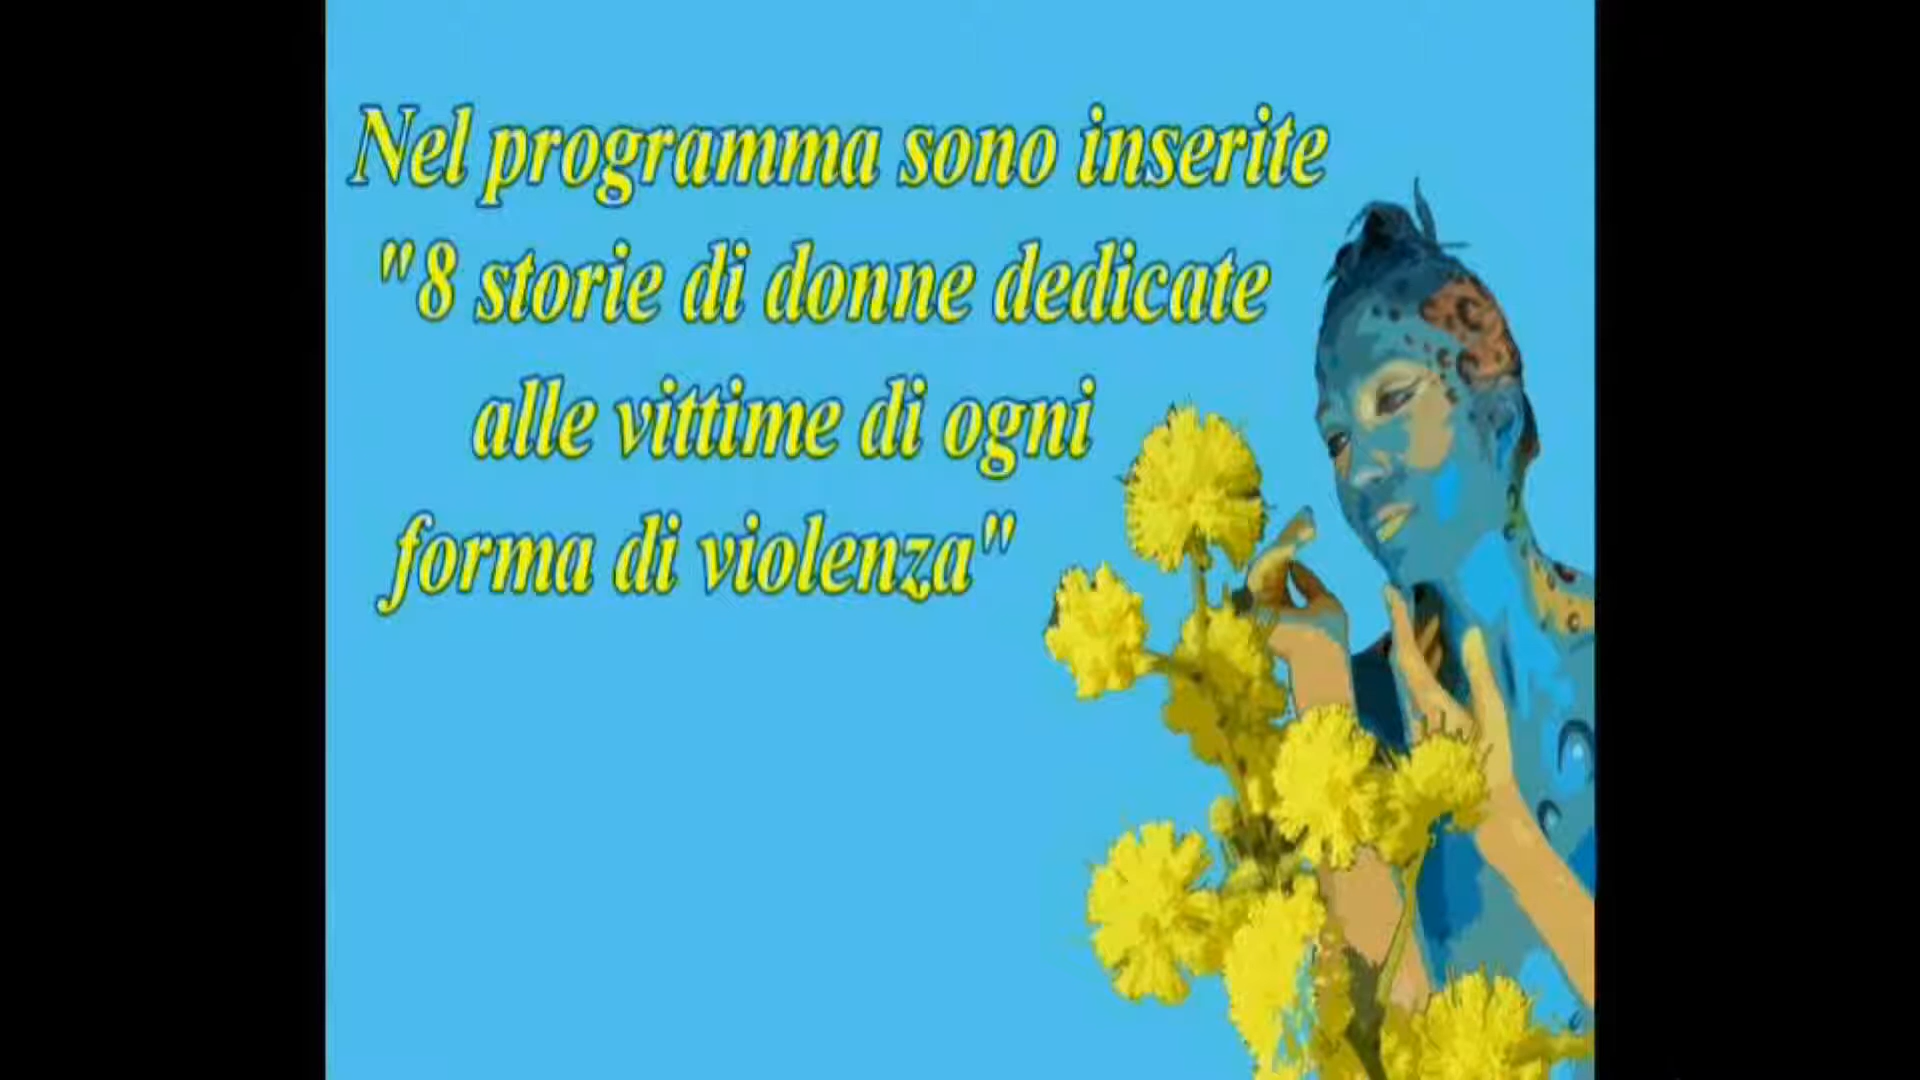 Nel programma sono inserite
"8 storie di donne dedicate
alle vittime di ogni
forma di violenza"